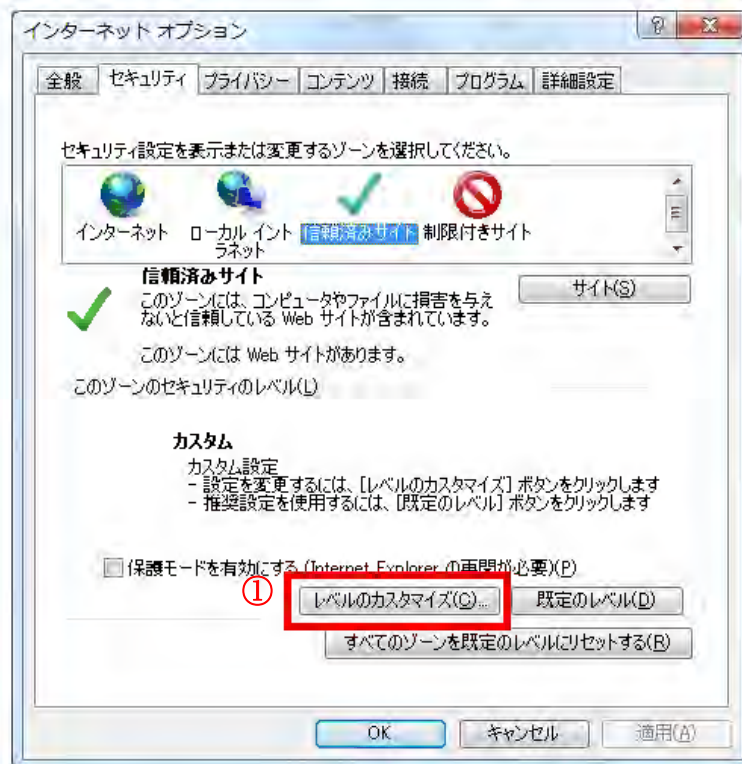 インターネット オプション
全般 セキュリティ プライバシー コンテンツ 接続 プログラム 詳細設定
セキュリティ設定を表示または変更するゾーンを選択してください。
インターネット ローカル イントラネット 信頼済みサイト 制限付きサイト
信頼済みサイト
このゾーンには、コンピュータやファイルに損害を与え
ないと信頼している Web サイトが含まれています。
サイト(S)
このゾーンには Web サイトがあります。
このゾーンのセキュリティのレベル(L)
カスタム
カスタム設定
- 設定を変更するには、[レベルのカスタマイズ] ボタンをクリックします
- 推奨設定を使用するには、[既定のレベル] ボタンをクリックします
保護モードを有効にする (Internet Explorer の再開が必要)(P)
① レベルのカスタマイズ(C)... 既定のレベル(D)
すべてのゾーンを既定のレベルにリセットする(R)
OK キャンセル 適用(A)